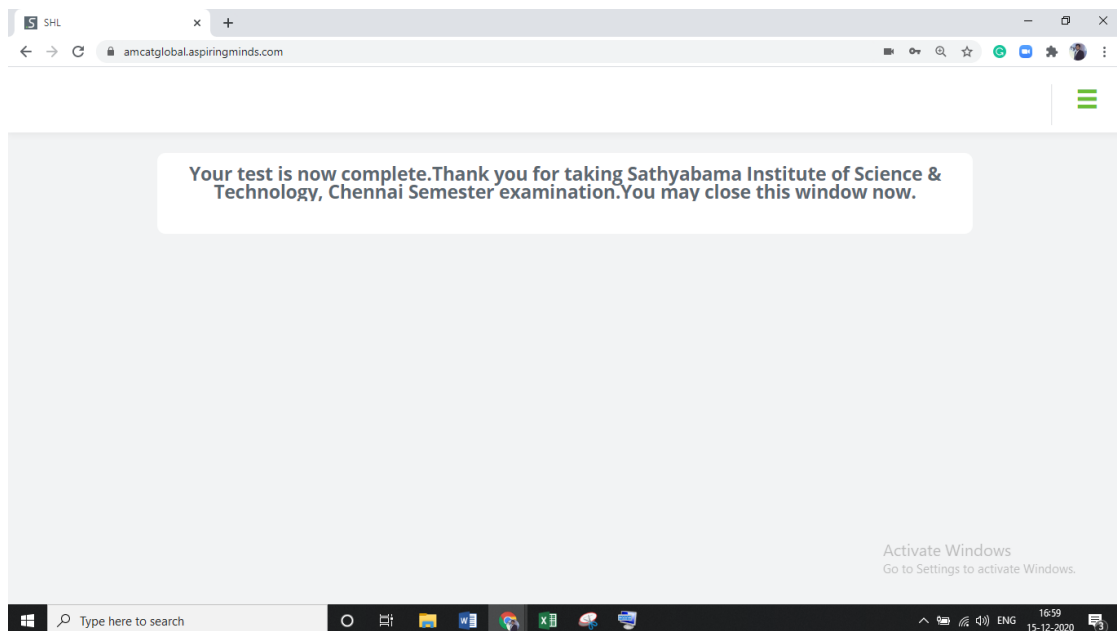 SHL
amcatglobal.aspiringminds.com
Your test is now complete.Thank you for taking Sathyabama Institute of Science &
Technology, Chennai Semester examination.You may close this window now.
Activate Windows
Go to Settings to activate Windows.
Type here to search
ENG
16:59
15-12-2020
3